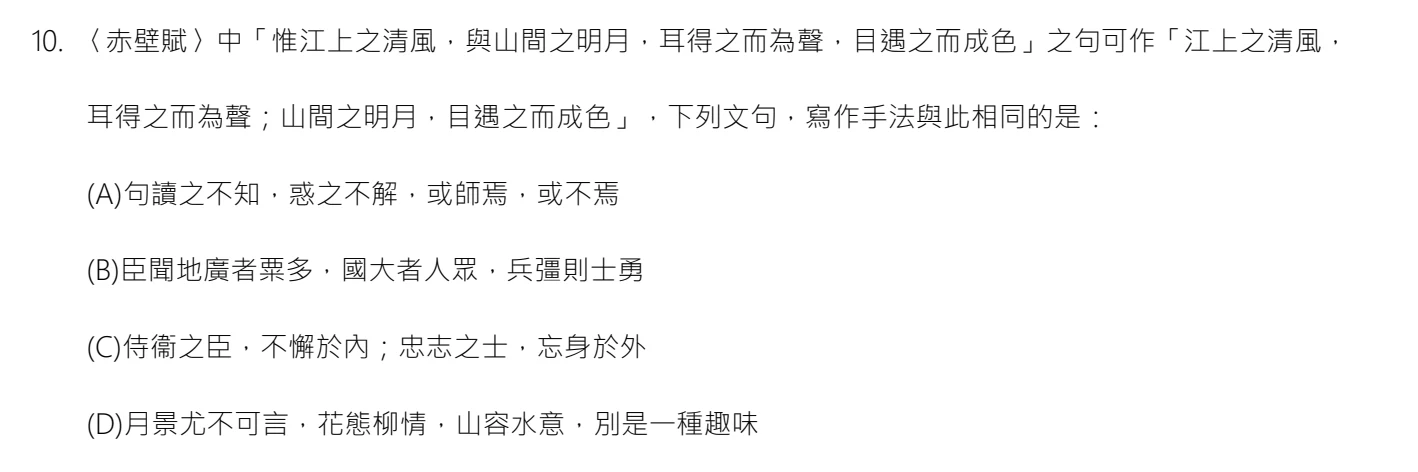 10. 〈赤壁賦〉中「惟江上之清風，與山間之明月，耳得之而為聲，目遇之而成色」之句可作「江上之清風，
耳得之而為聲；山間之明月，目遇之而成色」，下列文句，寫作手法與此相同的是：
(A)句讀之不知，惑之不解，或師焉，或不焉
(B)臣聞地廣者粟多，國大者人眾，兵彊則士勇
(C)侍衞之臣，不懈於內；忠志之士，忘身於外
(D)月景尤不可言，花態柳情，山容水意，別是一種趣味